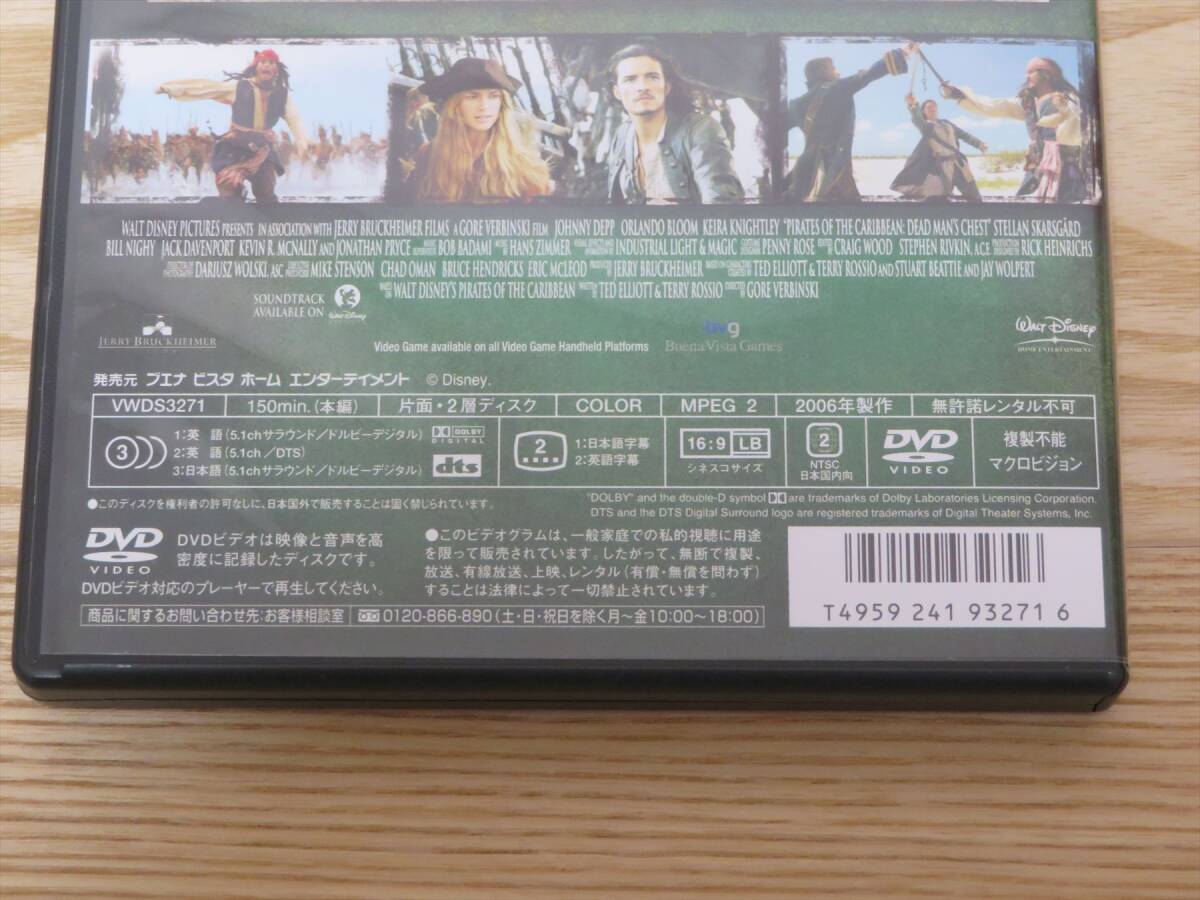 WALT DISNEY PICTURES PRESENTS IN ASSOCIATION WITH JERRY BRUCKHEIMER FILMS A GORE VERBINSKI FILM JOHNNY DEPP ORLANDO BLOOM KEIRA KNIGHTLEY "PIRATES OF THE CARIBBEAN: DEAD MAN'S CHEST" STELLAN SKARSGÅRD
BILL NIGHY JACK DAVENPORT KEVIN R. MCNALLY AND JONATHAN PRYCE BOB BADAMI HANS ZIMMER INDUSTRIAL LIGHT & MAGIC PENNY ROSE CRAIG WOOD STEPHEN RIVKIN, A.C.E. RICK HEINRICHS
DARIUSZ WOLSKI, ASC MIKE STENSON CHAD OMAN BRUCE HENDRICKS ERIC MCLEOD JERRY BRUCKHEIMER TED ELLIOTT & TERRY ROSSIO AND STUART BEATTIE AND JAY WOLPERT
WALT DISNEY'S PIRATES OF THE CARIBBEAN TED ELLIOTT & TERRY ROSSIO GORE VERBINSKI
SOUNDTRACK
AVAILABLE ON Walt Disney
JERRY BRUCKHEIMER
Video Game available on all Video Game Handheld Platforms
bvg
Buena Vista Games
WALT DISNEY
HOME ENTERTAINMENT
発売元 ブエナ ビスタ ホーム エンターテイメント © Disney.
VWDS3271 150min.(本編) 片面・2層ディスク COLOR MPEG 2 2006年製作 無許諾レンタル不可
3
1:英 語(5.1chサラウンド/ドルビーデジタル)
2:英 語(5.1ch/DTS)
3:日本語(5.1chサラウンド/ドルビーデジタル)
DOLBY
DIGITAL
dts
2
1:日本語字幕
2:英語字幕
16:9 LB
シネスコサイズ
2
NTSC
日本国内向
DVD
VIDEO
複製不能
マクロビジョン
●このディスクを権利者の許可なしに、日本国外で販売することは固く禁じられています。
"DOLBY" and the double-D symbol are trademarks of Dolby Laboratories Licensing Corporation.
DTS and the DTS Digital Surround logo are registered trademarks of Digital Theater Systems, Inc.
DVD
VIDEO
DVDビデオは映像と音声を高
密度に記録したディスクです。
DVDビデオ対応のプレーヤーで再生してください。
●このビデオグラムは、一般家庭での私的視聴に用途
を限って販売されています。したがって、無断で複製、
放送、有線放送、上映、レンタル(有償・無償を問わず)
することは法律によって一切禁止されています。
商品に関するお問い合わせ先:お客様相談室 0120-866-890(土・日・祝日を除く月〜金10:00〜18:00)
T4959 241 93271 6